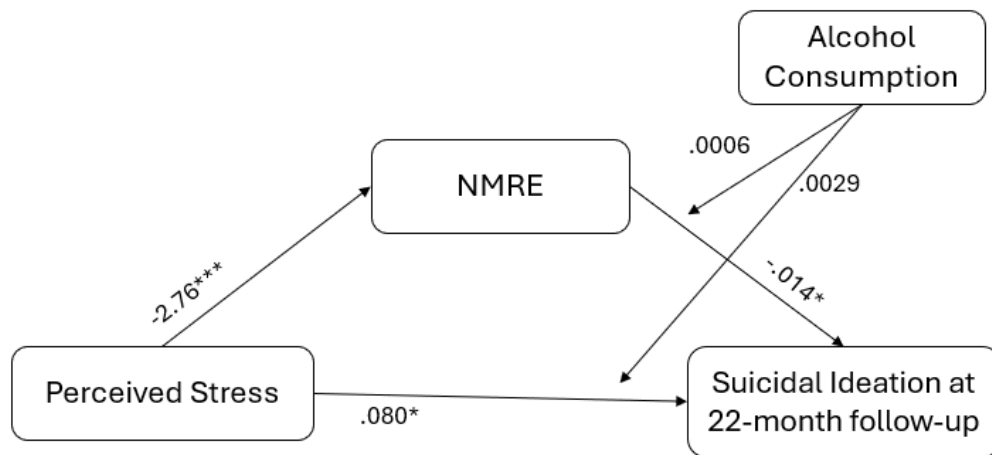 Alcohol
Consumption
.0006
NMRE
.0029
-2.76***
-.014*
Perceived Stress
.080*
Suicidal Ideation at
22-month follow-up